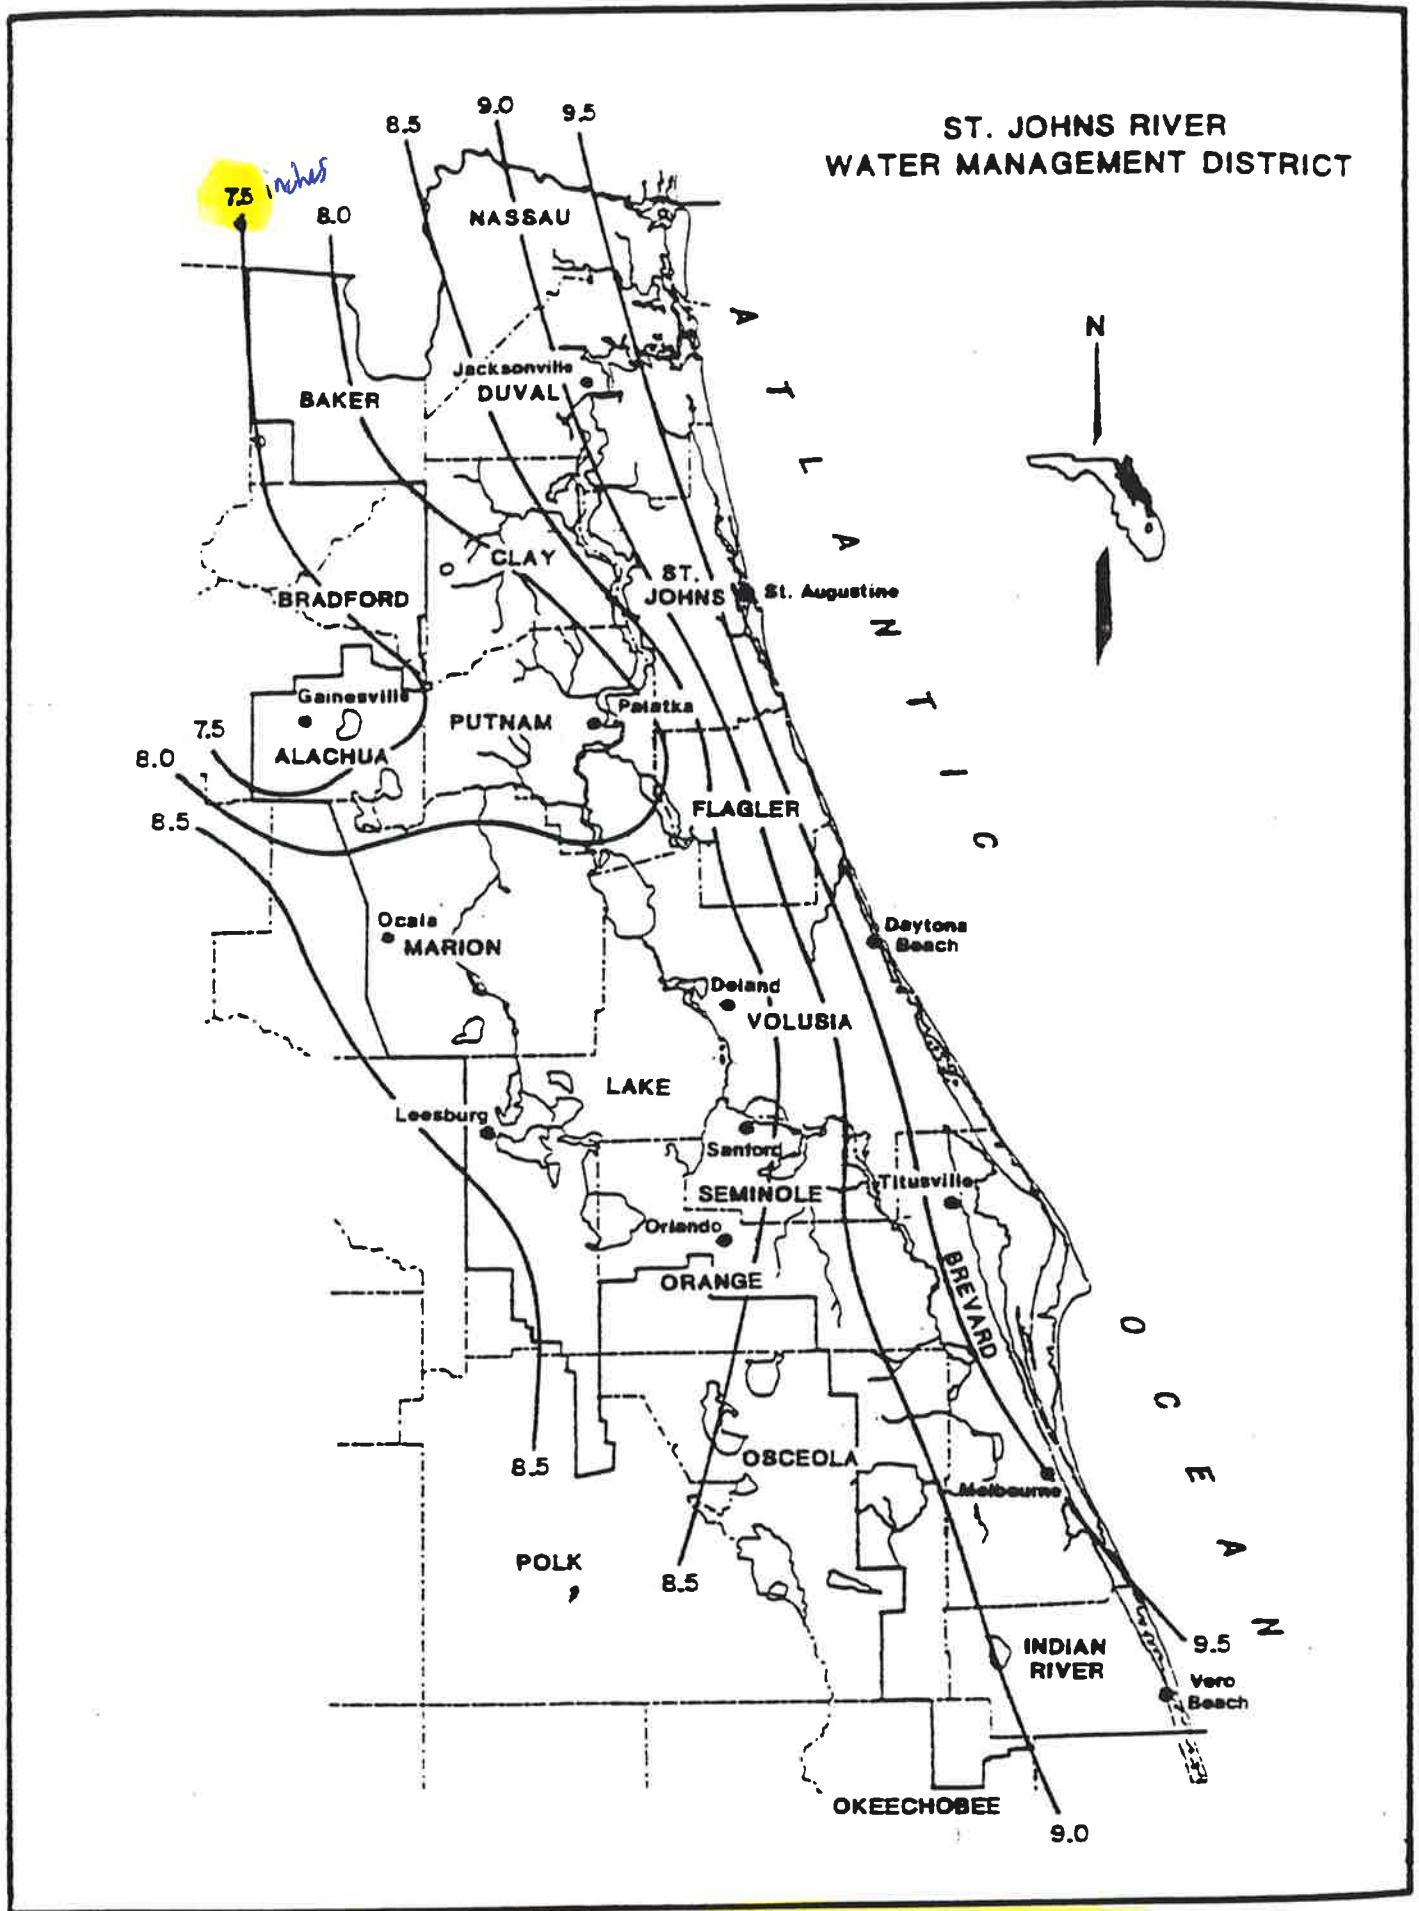 ST. JOHNS RIVER
WATER MANAGEMENT DISTRICT
9.0
9.5
8.5
7.5 inches
8.0
NASSAU
A
N
Jacksonville
DUVAL
BAKER
T
L
A
CLAY
ST.
JOHNS
St. Augustine
BRADFORD
N
Gainesville
Palatka
T
PUTNAM
7.5
8.0
ALACHUA
I
FLAGLER
8.5
C
Ocala
MARION
Daytona
Beach
Deland
VOLUSIA
LAKE
Leesburg
Sanford
SEMINOLE
Titusville
Orlando
ORANGE
BREVARD
O
C
8.5
OSCEOLA
E
Melbourne
A
POLK
8.5
N
INDIAN
RIVER
9.5
Vero
Beach
OKEECHOBEE
9.0